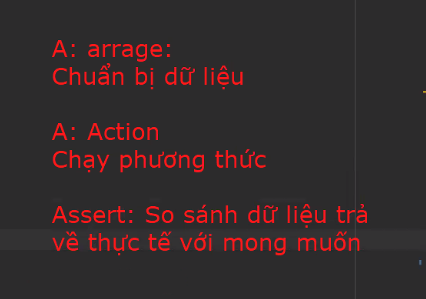 A: arrage:
Chuẩn bị dữ liệu
A: Action
Chạy phương thức
Assert: So sánh dữ liệu trả
về thực tế với mong muốn